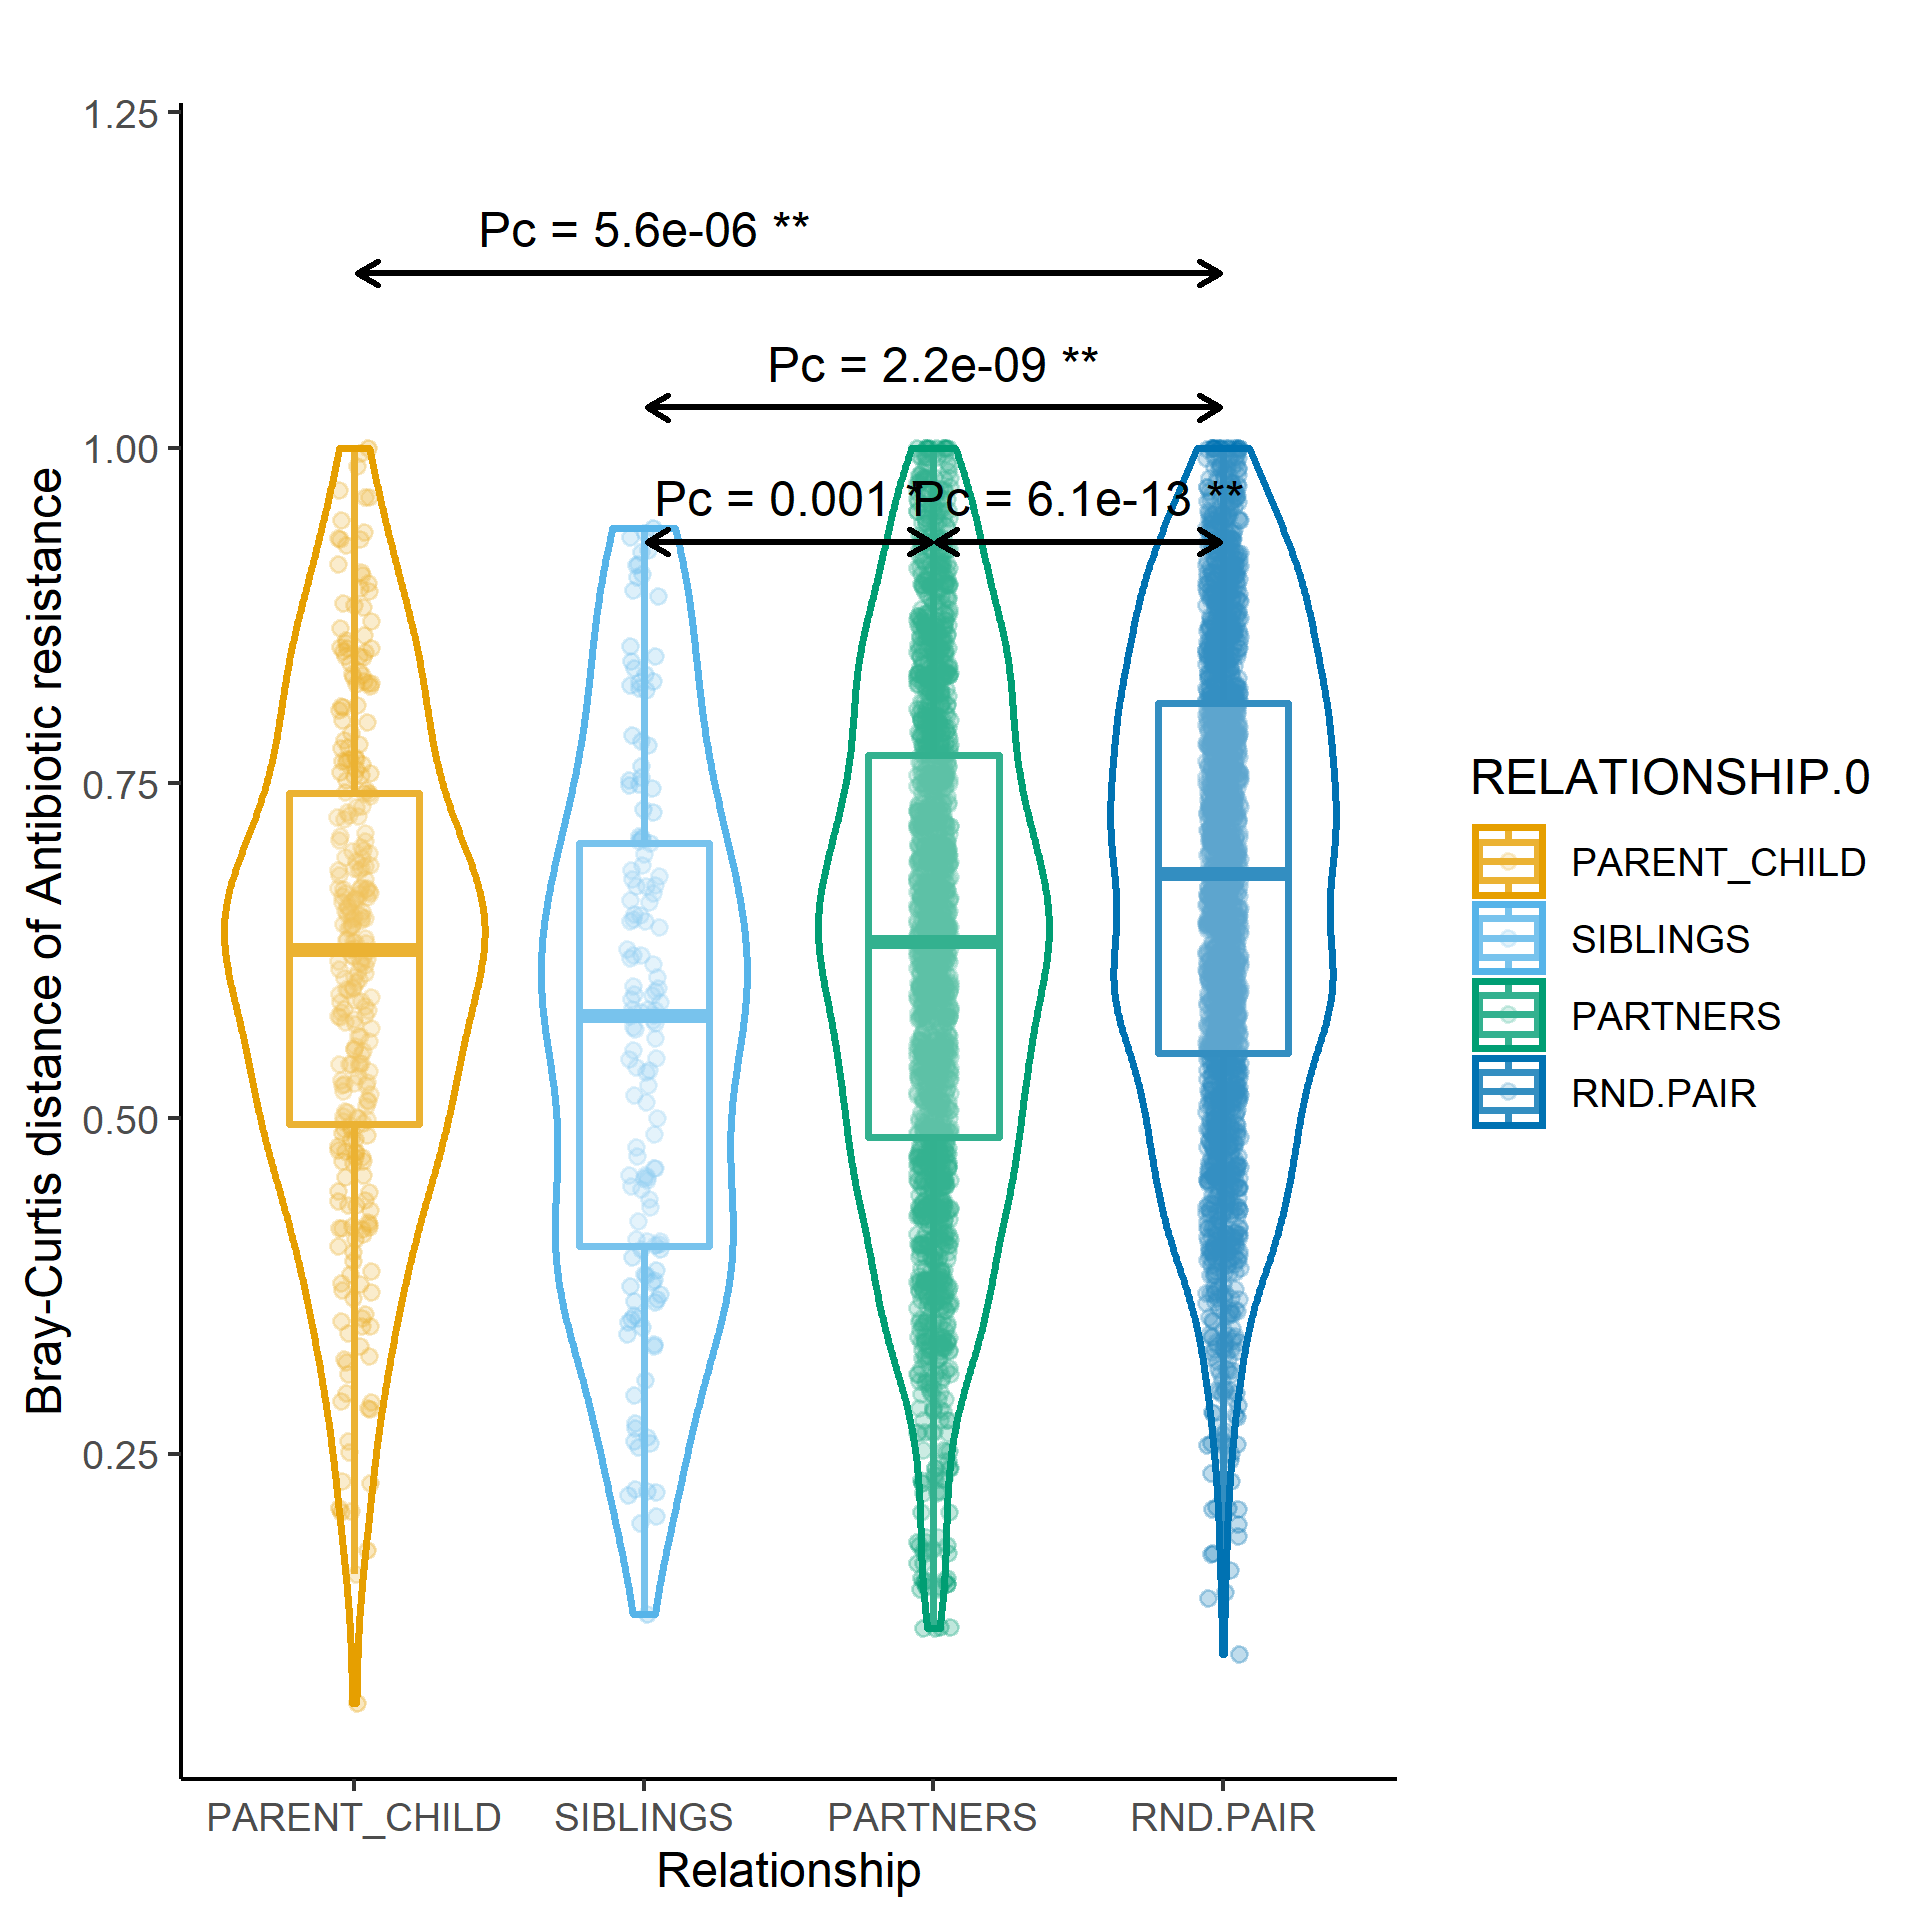 1.25
1.00
0.75
0.50
0.25
Bray-Curtis distance of Antibiotic resistance
Pc = 5.6e-06 **
Pc = 2.2e-09 **
Pc = 0.001 *
Pc = 6.1e-13 **
PARENT_CHILD
SIBLINGS
PARTNERS
RND.PAIR
Relationship
RELATIONSHIP.0
PARENT_CHILD
SIBLINGS
PARTNERS
RND.PAIR